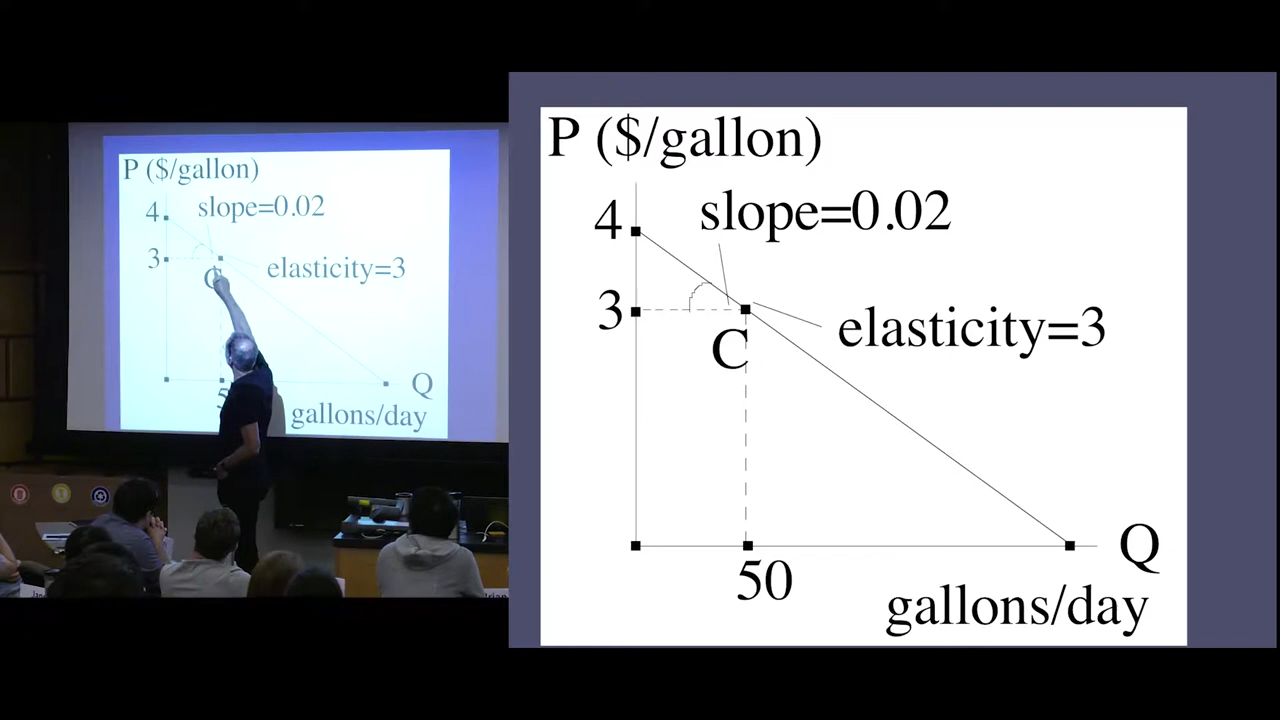 P ($/gallon)
4
slope=0.02
3
elasticity=3
C
Q
gallons/day
P ($/gallon)
4
slope=0.02
3
elasticity=3
C
Q
50
gallons/day